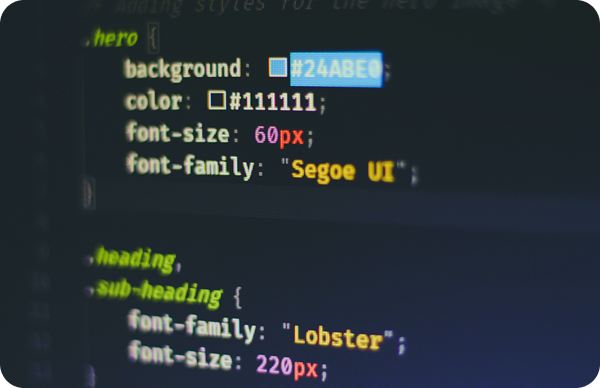 /* Adding styles for the hero image */
.hero {
background: #24ABE0;
color: #111111;
font-size: 60px;
font-family: "Segoe UI";
}
.heading,
.sub-heading {
font-family: "Lobster";
font-size: 220px;
}